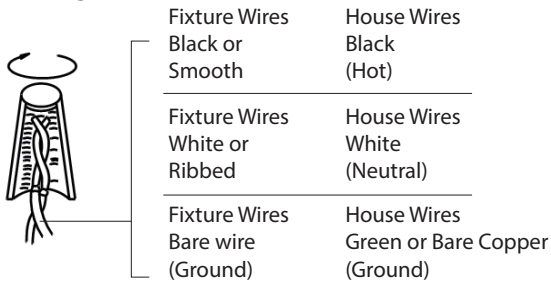 Fixture Wires House Wires
Black or Black
Smooth (Hot)
Fixture Wires House Wires
White or White
Ribbed (Neutral)
Fixture Wires House Wires
Bare wire Green or Bare Copper
(Ground) (Ground)